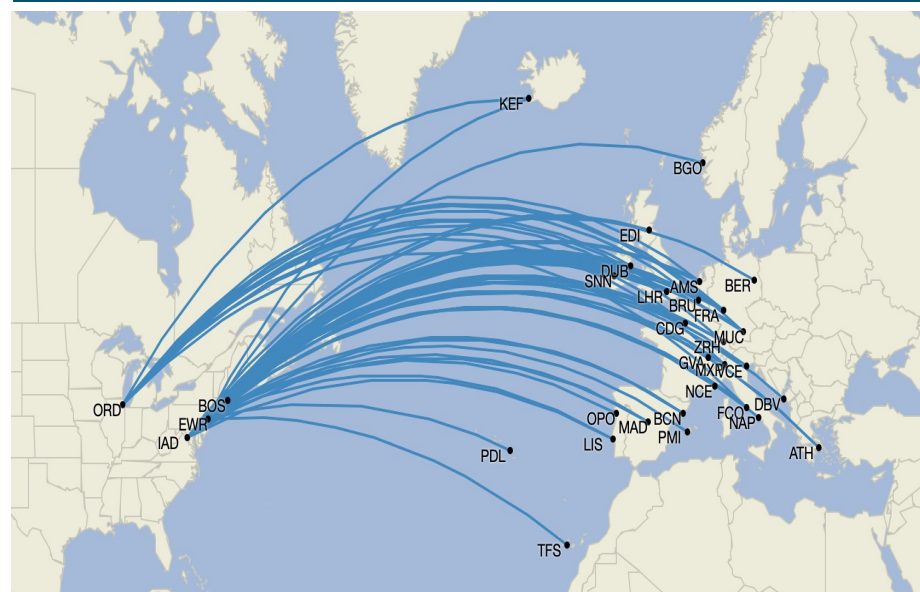 KEF
BGO
EDI
DUB
SNN
AMS
BER
LHR
BRU
FRA
CDG
MUC
ZRH
GVA
MXP
VCE
NCE
DBV
ORD
BOS
EWR
IAD
OPO
MAD
BCN
FCO
NAP
LIS
PMI
ATH
PDL
TFS